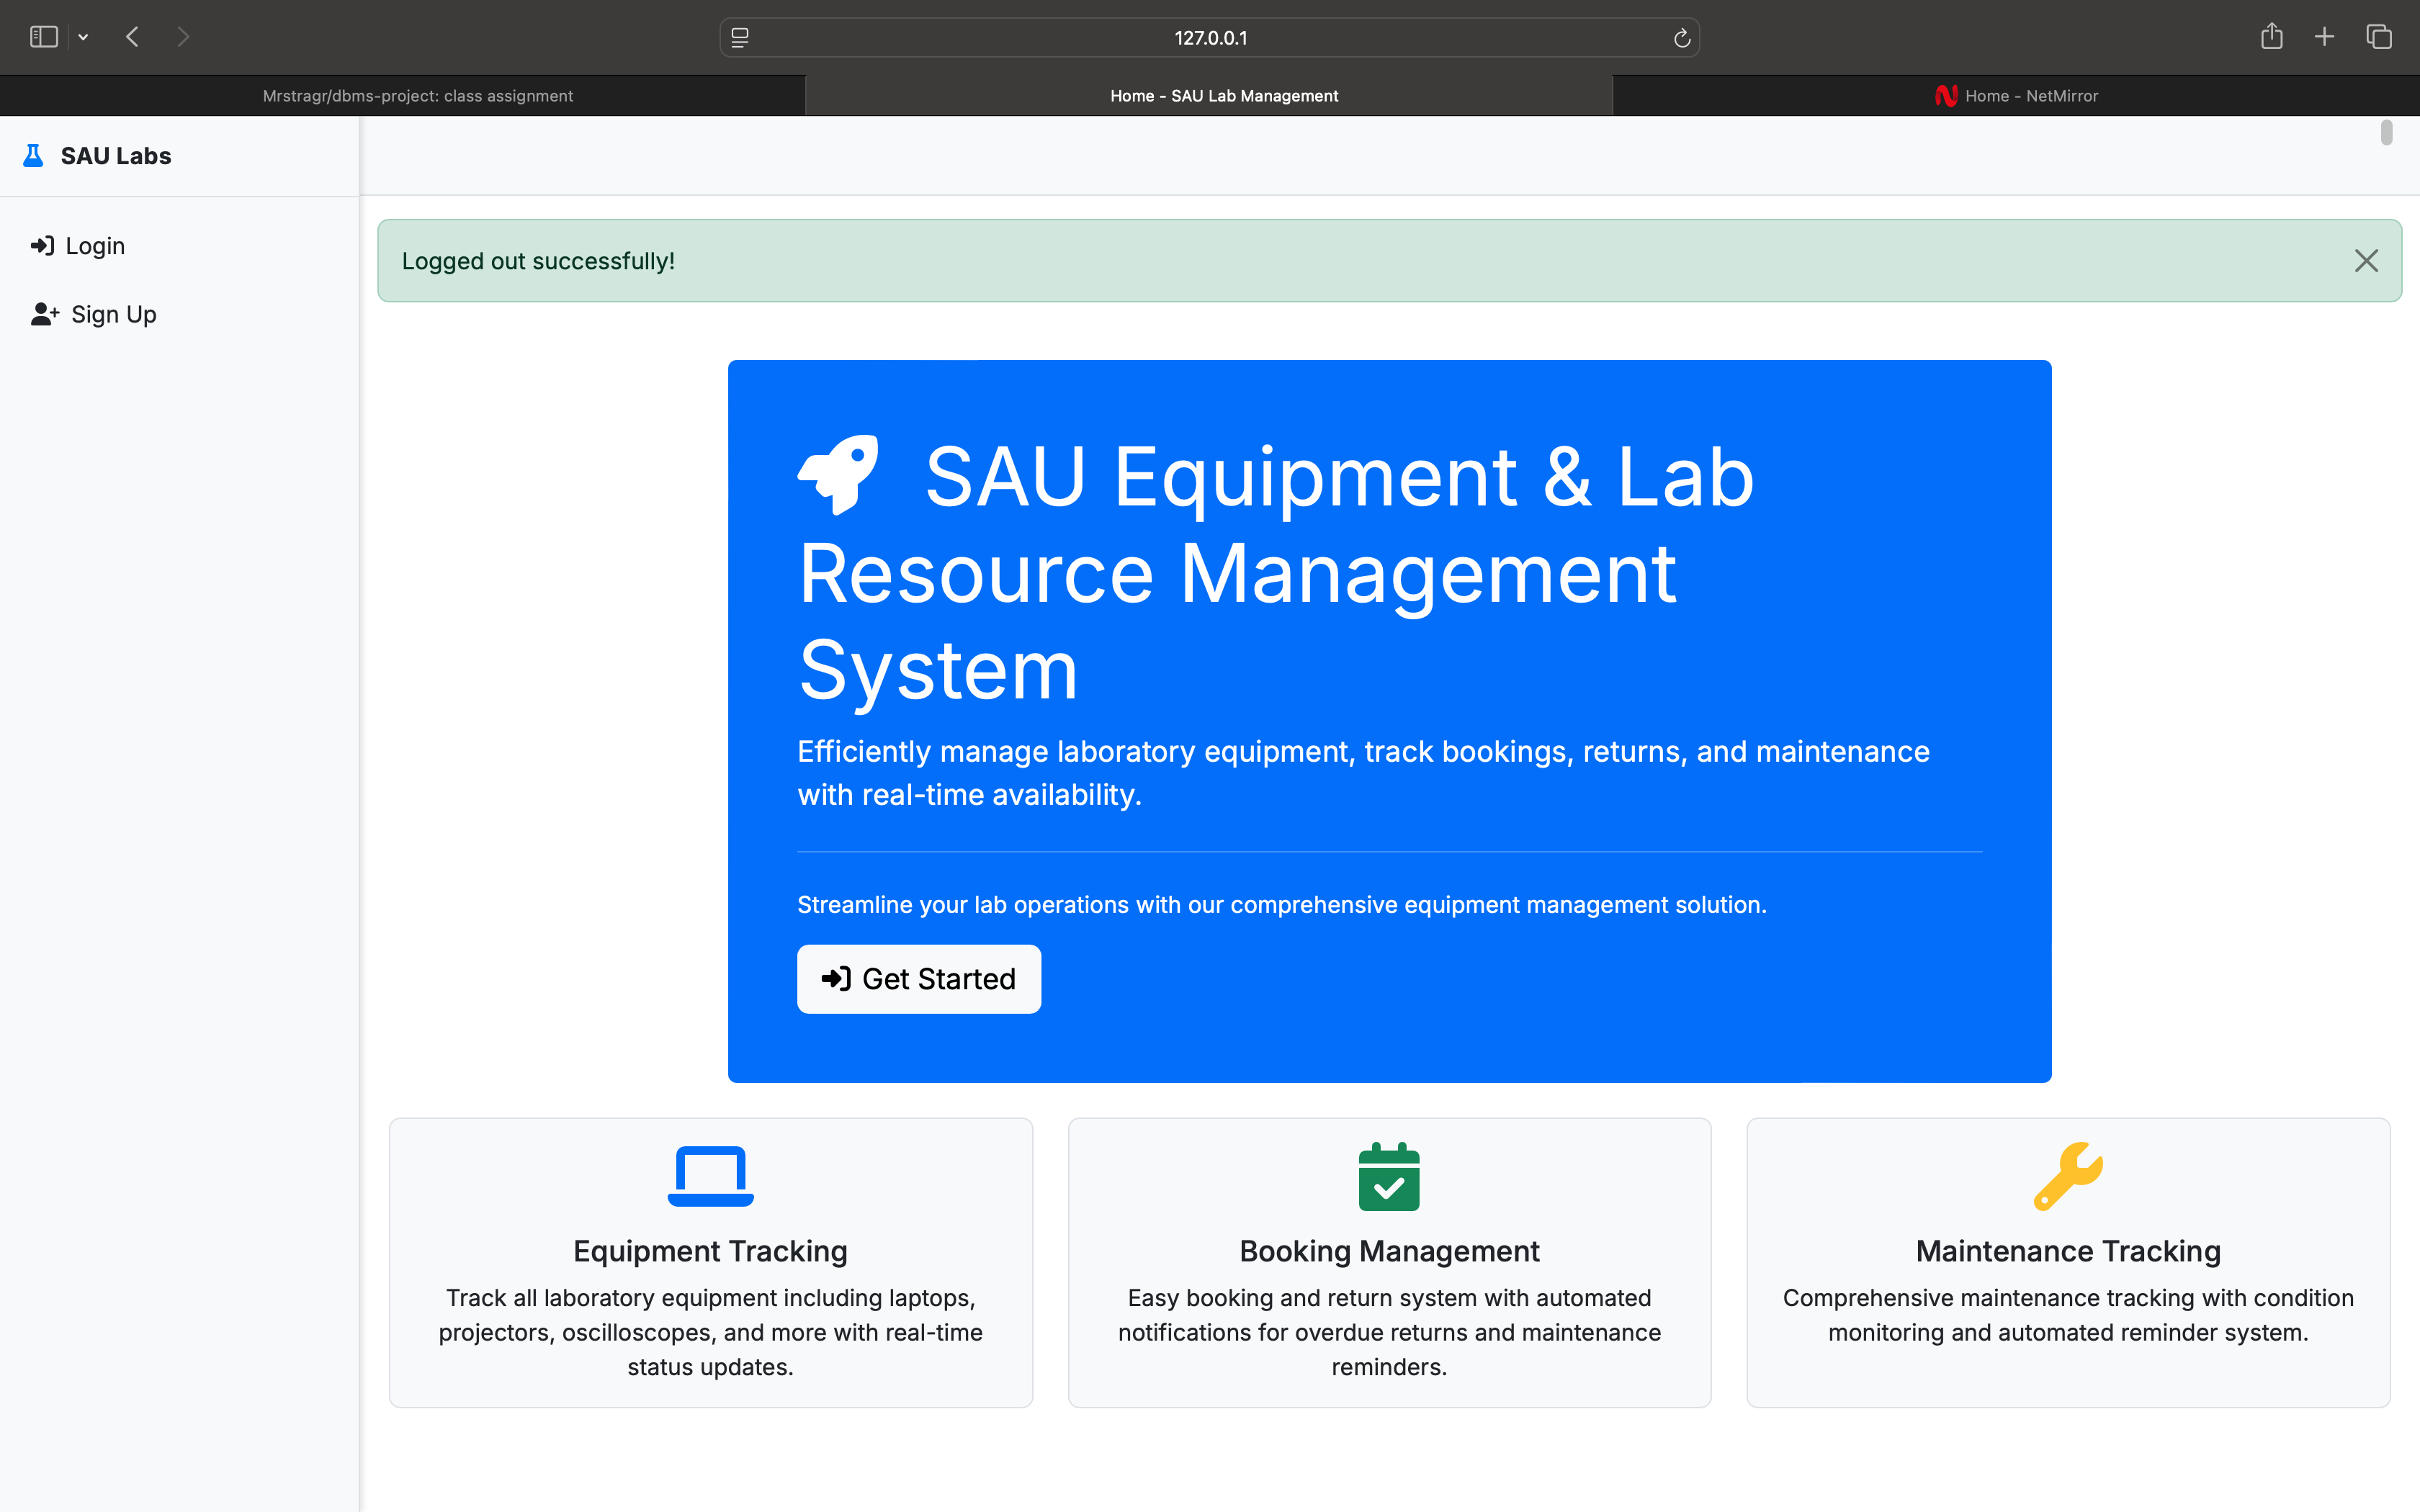 127.0.0.1
Mrstragr/dbms-project: class assignment
Home - SAU Lab Management
Home - NetMirror
SAU Labs
Login
Sign Up
Logged out successfully!
SAU Equipment & Lab
Resource Management
System
Efficiently manage laboratory equipment, track bookings, returns, and maintenance
with real-time availability.
Streamline your lab operations with our comprehensive equipment management solution.
Get Started
Equipment Tracking
Track all laboratory equipment including laptops,
projectors, oscilloscopes, and more with real-time
status updates.
Booking Management
Easy booking and return system with automated
notifications for overdue returns and maintenance
reminders.
Maintenance Tracking
Comprehensive maintenance tracking with condition
monitoring and automated reminder system.